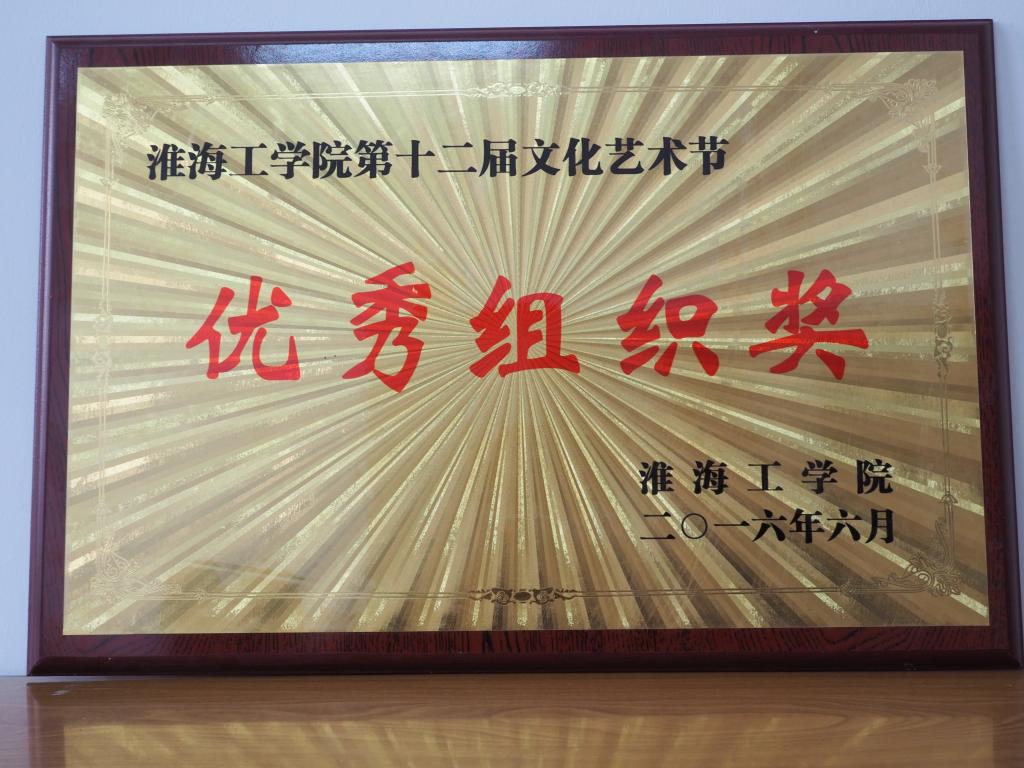 淮海工学院第十二届文化艺术节
优秀组织奖
淮海工学院
二〇一六年六月